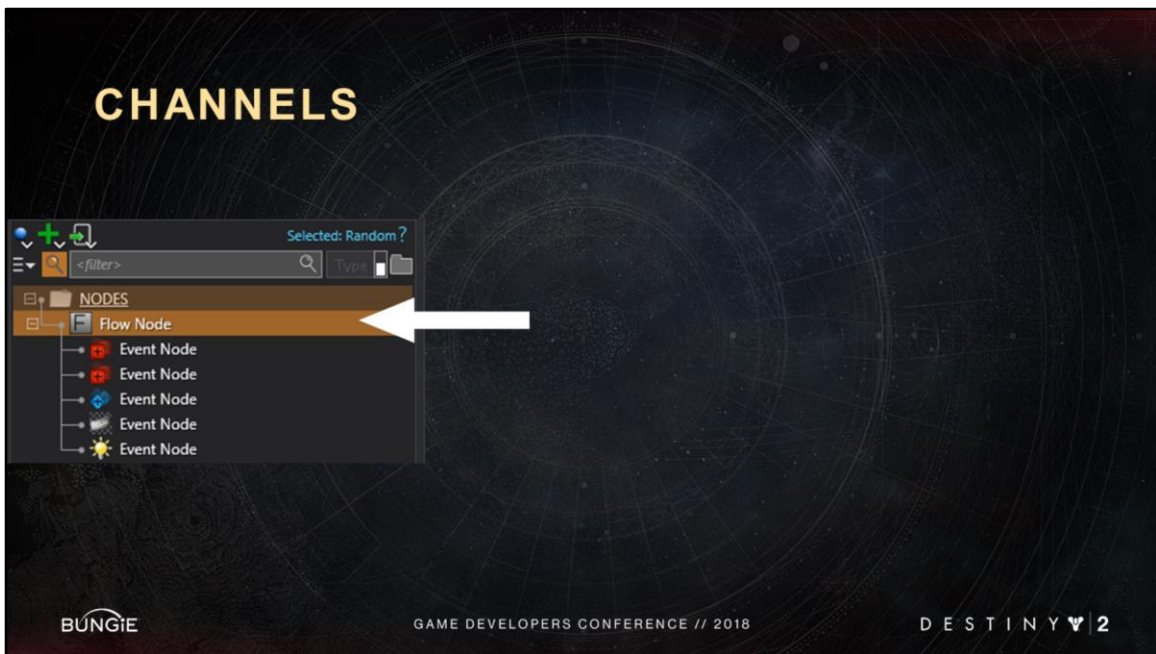 CHANNELS
Selected: Random ?
<filter>
Type
NODES
F Flow Node
Event Node
Event Node
Event Node
Event Node
Event Node
BUNGiE
GAME DEVELOPERS CONFERENCE // 2018
DESTINY 2